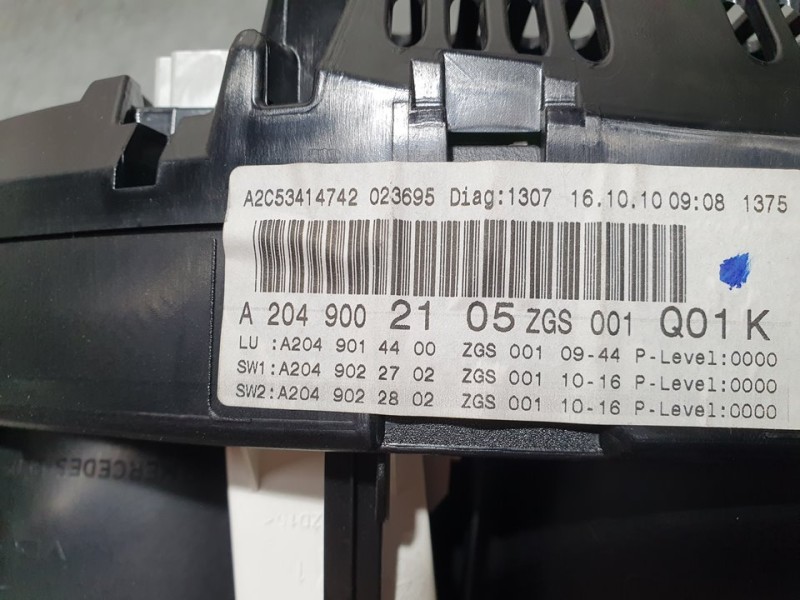 A2C53414742 023695 Diag:1307 16.10.10 09:08 1375
A 204 900 21 05 ZGS 001 Q01 K
LU :A204 901 44 00 ZGS 001 09-44 P-Level:0000
SW1:A204 902 27 02 ZGS 001 10-16 P-Level:0000
SW2:A204 902 28 02 ZGS 001 10-16 P-Level:0000
MERCEDES-